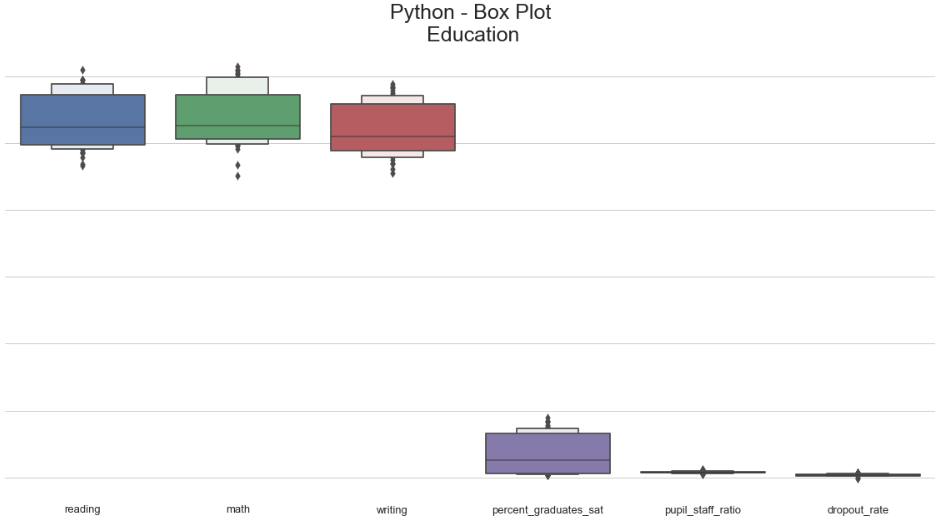 Python - Box Plot
Education
reading
math
writing
percent_graduates_sat
pupil_staff_ratio
dropout_rate